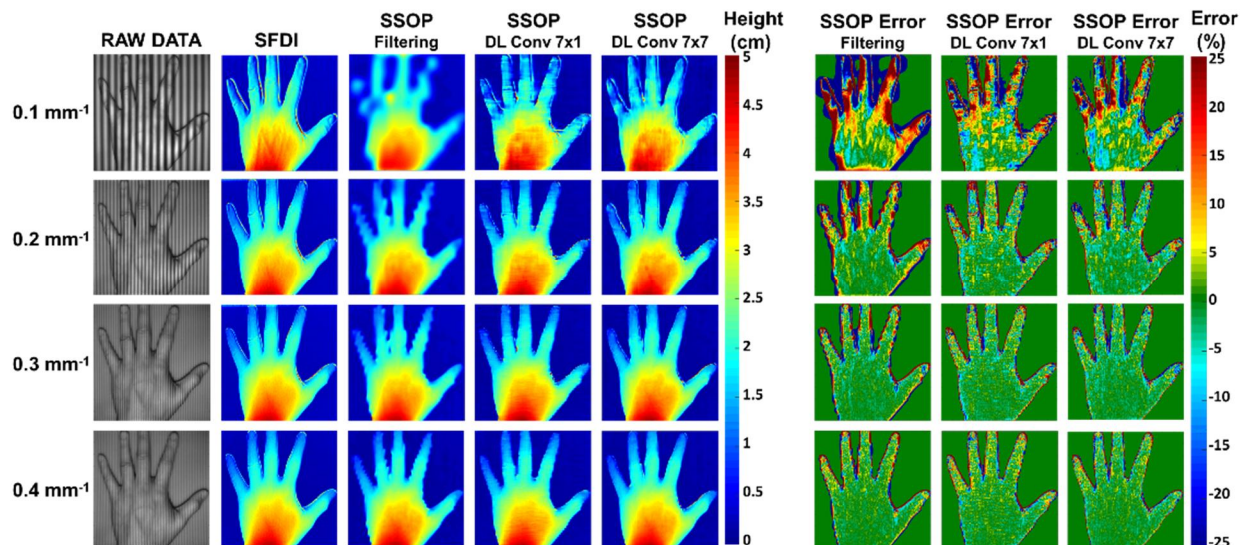 RAW DATA
SFDI
SSOP
Filtering
SSOP
DL Conv 7x1
SSOP
DL Conv 7x7
Height
(cm)
SSOP Error
Filtering
SSOP Error
DL Conv 7x1
SSOP Error
DL Conv 7x7
Error
(%)
0.1 mm⁻¹
0.2 mm⁻¹
0.3 mm⁻¹
0.4 mm⁻¹
5
4.5
4
3.5
3
2.5
2
1.5
1
0.5
0
25
20
15
10
5
0
-5
-10
-15
-20
-25